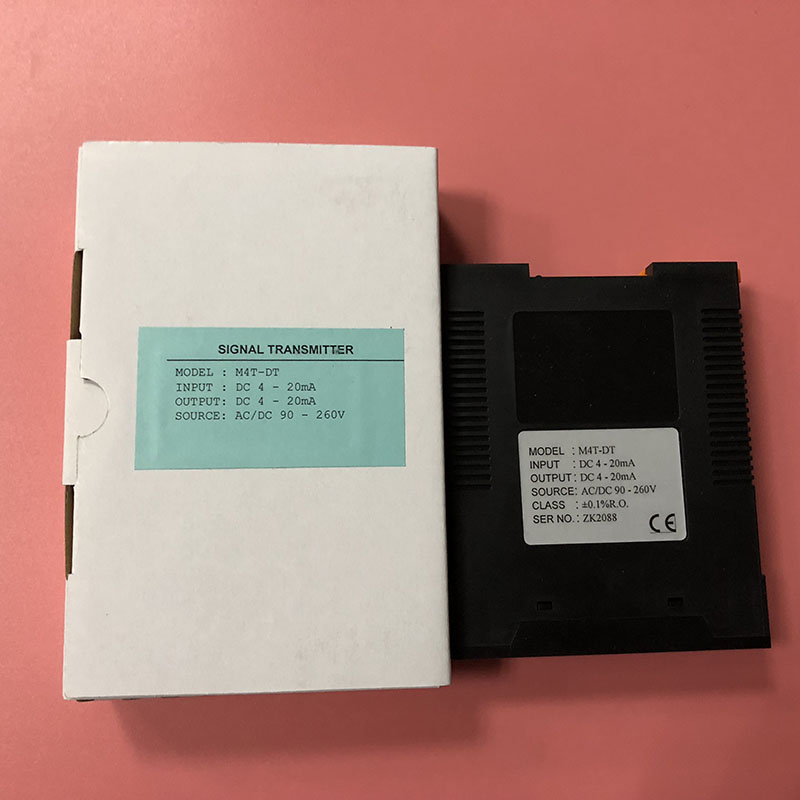 SIGNAL TRANSMITTER
MODEL : M4T-DT
INPUT : DC 4 - 20mA
OUTPUT: DC 4 - 20mA
SOURCE: AC/DC 90 - 260V
MODEL : M4T-DT
INPUT : DC 4 - 20mA
OUTPUT : DC 4 - 20mA
SOURCE: AC/DC 90 - 260V
CLASS : ±0.1%R.O.
SER NO. : ZK2088
CE